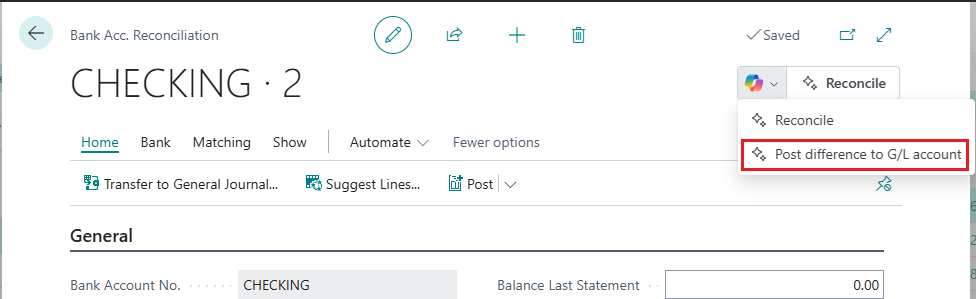 Bank Acc. Reconciliation
Saved
CHECKING · 2
Reconcile
Reconcile
Post difference to G/L account
Home Bank Matching Show Automate Fewer options
Transfer to General Journal... Suggest Lines... Post
General
Bank Account No. CHECKING Balance Last Statement 0.00